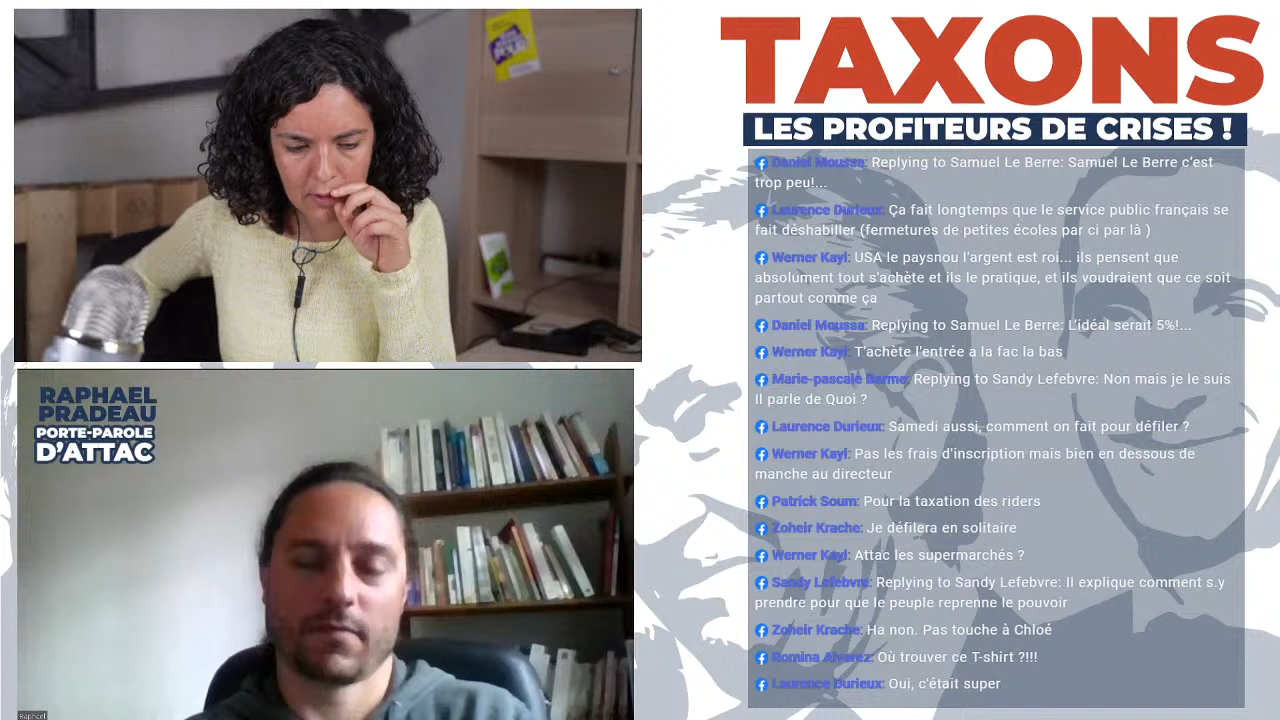 TAXONS
LES PROFITEURS DE CRISES !
Daniel Moussa: Replying to Samuel Le Berre: Samuel Le Berre c'est
trop peu!...
Laurence Durieux: Ça fait longtemps que le service public français se
fait déshabiller (fermetures de petites écoles par ci par là )
Werner Kayl: USA le paysnou l'argent est roi... ils pensent que
absolument tout s'achète et ils le pratique, et ils voudraient que ce soit
partout comme ça
Daniel Moussa: Replying to Samuel Le Berre: L'idéal serait 5%!...
Werner Kayl: T'achète l'entrée a la fac la bas
Marie-pascale Barme: Replying to Sandy Lefebvre: Non mais je le suis
Il parle de Quoi ?
Laurence Durieux: Samedi aussi, comment on fait pour défiler ?
Werner Kayl: Pas les frais d'inscription mais bien en dessous de
manche au directeur
Patrick Soum: Pour la taxation des riders
Zoheir Krache: Je défilera en solitaire
Werner Kayl: Attac les supermarchés ?
Sandy Lefebvre: Replying to Sandy Lefebvre: Il explique comment s.y
prendre pour que le peuple reprenne le pouvoir
Zoheir Krache: Ha non. Pas touche à Chloé
Romina Alvarez: Où trouver ce T-shirt ?!!!
Laurence Durieux: Oui, c'était super
RAPHAEL
PRADEAU
PORTE-PAROLE
D'ATTAC
Raphael